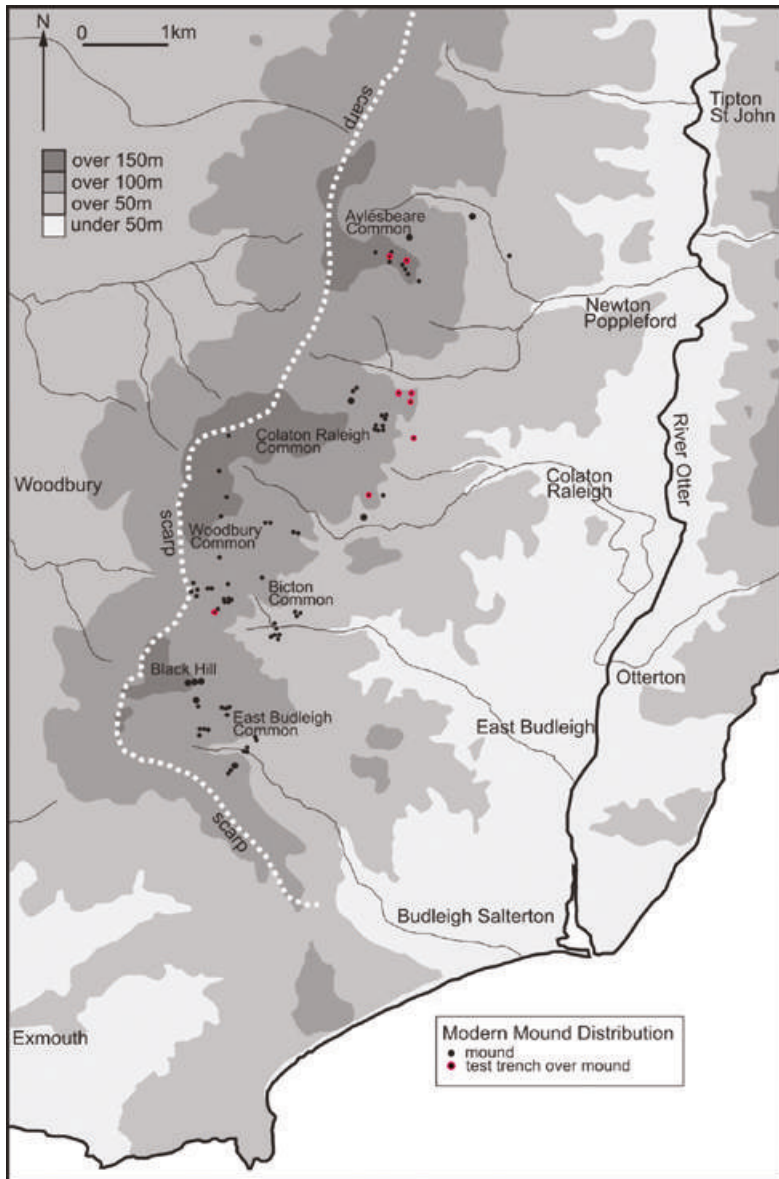 N
0 1km
over 150m
over 100m
over 50m
under 50m
scarp
Tipton
St John
Aylesbeare
Common
Newton
Poppleford
Colaton Raleigh
Common
River Otter
Woodbury
Colaton
Raleigh
scarp
Woodbury
Common
Bicton
Common
Black Hill
Otterton
East Budleigh
Common
East Budleigh
scarp
Budleigh Salterton
Exmouth
Modern Mound Distribution
mound
test trench over mound